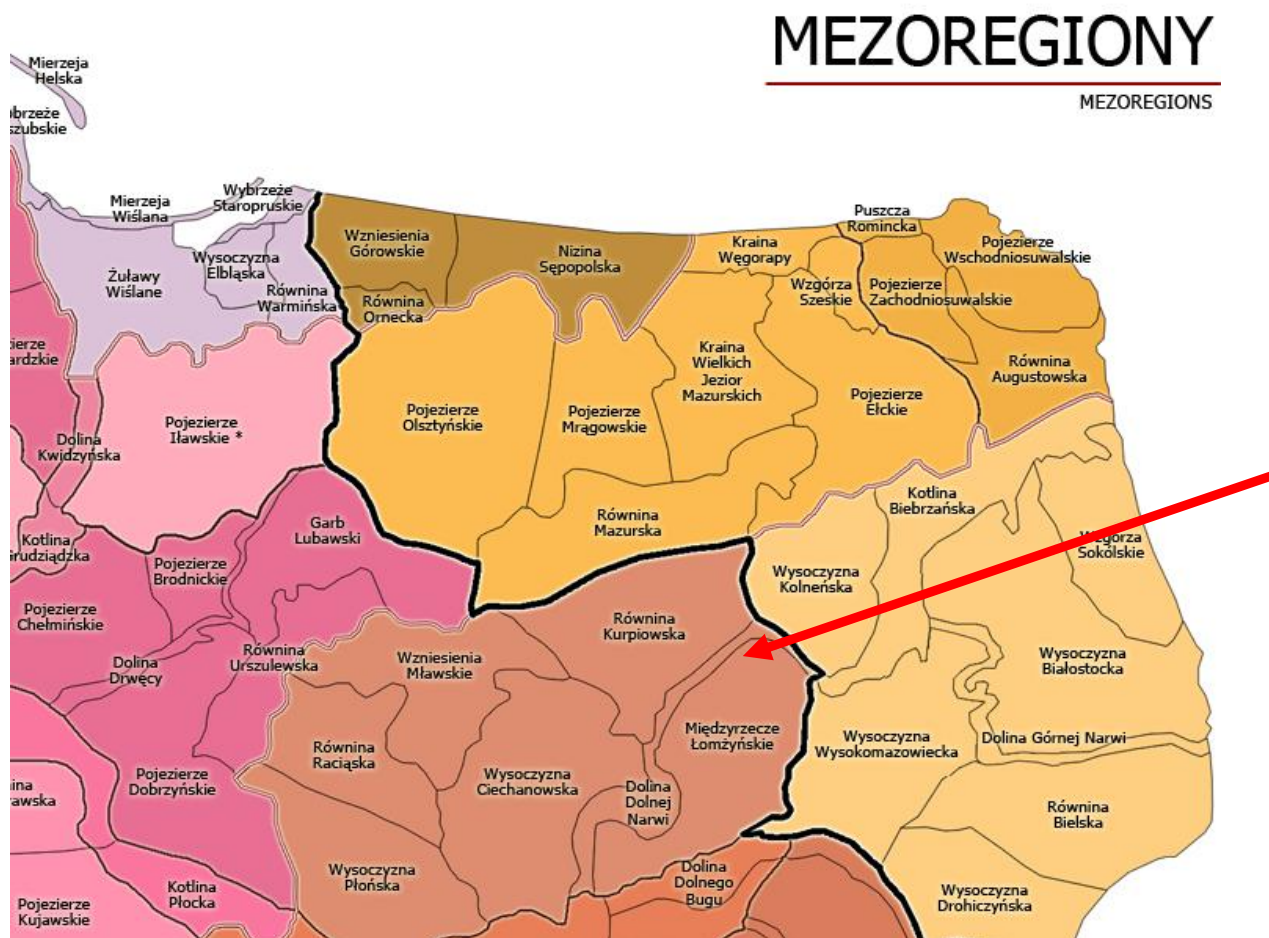 MEZOREGIONY
MEZOREGIONS
Mierzeja
Helska
Mierzeja
Wiślana
Wybrzeże
Staropruskie
Żuławy
Wiślane
Wysoczyzna
Elbląska
Równina
Warmińska
Wzniesienia
Górowskie
Równina
Ornecka
Nizina
Sępopolska
Kraina
Węgorapy
Puszcza
Romincka
Pojezierze
Wschodniosuwalskie
Wzgórza
Szeskie
Pojezierze
Zachodniosuwalskie
Równina
Augustowska
Kraina
Wielkich
Jezior
Mazurskich
Pojezierze
Ełckie
Pojezierze
Olsztyńskie
Pojezierze
Mrągowskie
Pojezierze
Iławskie *
Dolina
Kwidzyńska
Równina
Mazurska
Kotlina
Biebrzańska
Garb
Lubawski
Kotlina
Pojezierze
Brodnickie
Wysoczyzna
Kolneńska
Wzgórza
Sokólskie
Pojezierze
Chełmińskie
Równina
Kurpiowska
Dolina
Drwęcy
Równina
Urszulewska
Wzniesienia
Mławskie
Wysoczyzna
Białostocka
Międzyrzecze
Łomżyńskie
Wysoczyzna
Wysokomazowiecka
Dolina Górnej Narwi
Równina
Raciąska
Pojezierze
Dobrzyńskie
Wysoczyzna
Ciechanowska
Dolina
Dolnej
Narwi
Równina
Bielska
Wysoczyzna
Płońska
Dolina
Dolnego
Bugu
Kotlina
Płocka
Pojezierze
Kujawskie
Wysoczyzna
Drohiczyńska